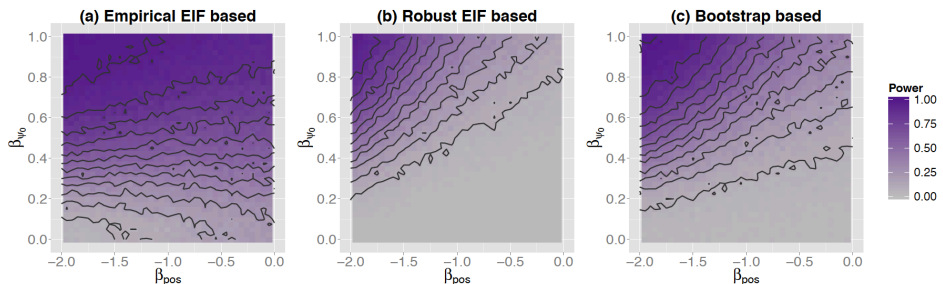 (a) Empirical EIF based
(b) Robust EIF based
(c) Bootstrap based
1.0
0.8
0.6
0.4
0.2
0.0
βψ0
-2.0 -1.5 -1.0 -0.5 0.0
βpos
1.0
0.8
0.6
0.4
0.2
0.0
βψ0
-2.0 -1.5 -1.0 -0.5 0.0
βpos
1.0
0.8
0.6
0.4
0.2
0.0
βψ0
-2.0 -1.5 -1.0 -0.5 0.0
βpos
Power
1.00
0.75
0.50
0.25
0.00